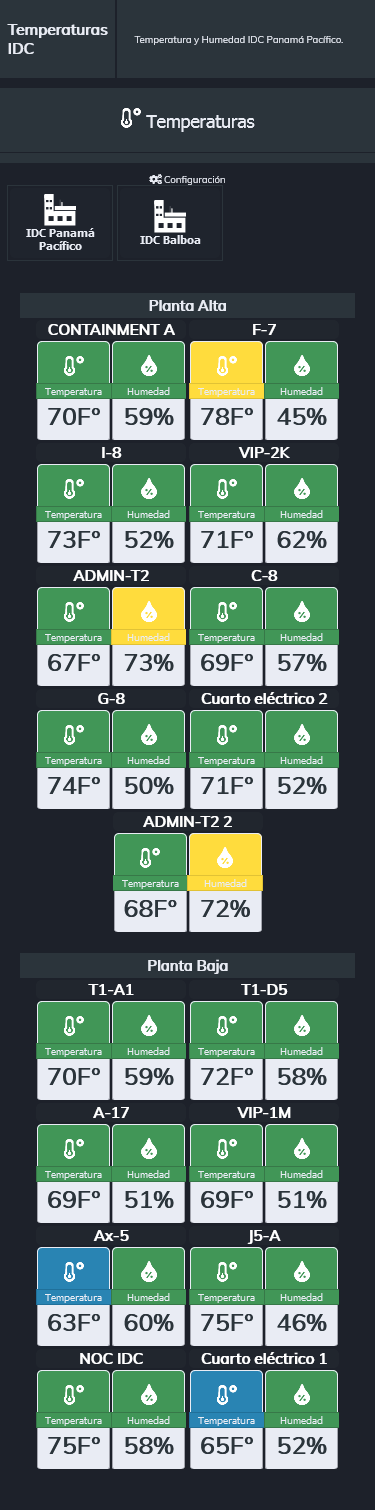 Temperaturas
IDC
Temperatura y Humedad IDC Panamá Pacífico.
Temperaturas
Configuración
IDC Panamá
Pacífico
IDC Balboa
Planta Alta
CONTAINMENT A F-7
Temperatura Humedad Temperatura Humedad
70Fº 59% 78Fº 45%
I-8 VIP-2K
Temperatura Humedad Temperatura Humedad
73Fº 52% 71Fº 62%
ADMIN-T2 C-8
Temperatura Humedad Temperatura Humedad
67Fº 73% 69Fº 57%
G-8 Cuarto eléctrico 2
Temperatura Humedad Temperatura Humedad
74Fº 50% 71Fº 52%
ADMIN-T2 2
Temperatura Humedad
68Fº 72%
Planta Baja
T1-A1 T1-D5
Temperatura Humedad Temperatura Humedad
70Fº 59% 72Fº 58%
A-17 VIP-1M
Temperatura Humedad Temperatura Humedad
69Fº 51% 69Fº 51%
Ax-5 J5-A
Temperatura Humedad Temperatura Humedad
63Fº 60% 75Fº 46%
NOC IDC Cuarto eléctrico 1
Temperatura Humedad Temperatura Humedad
75Fº 58% 65Fº 52%